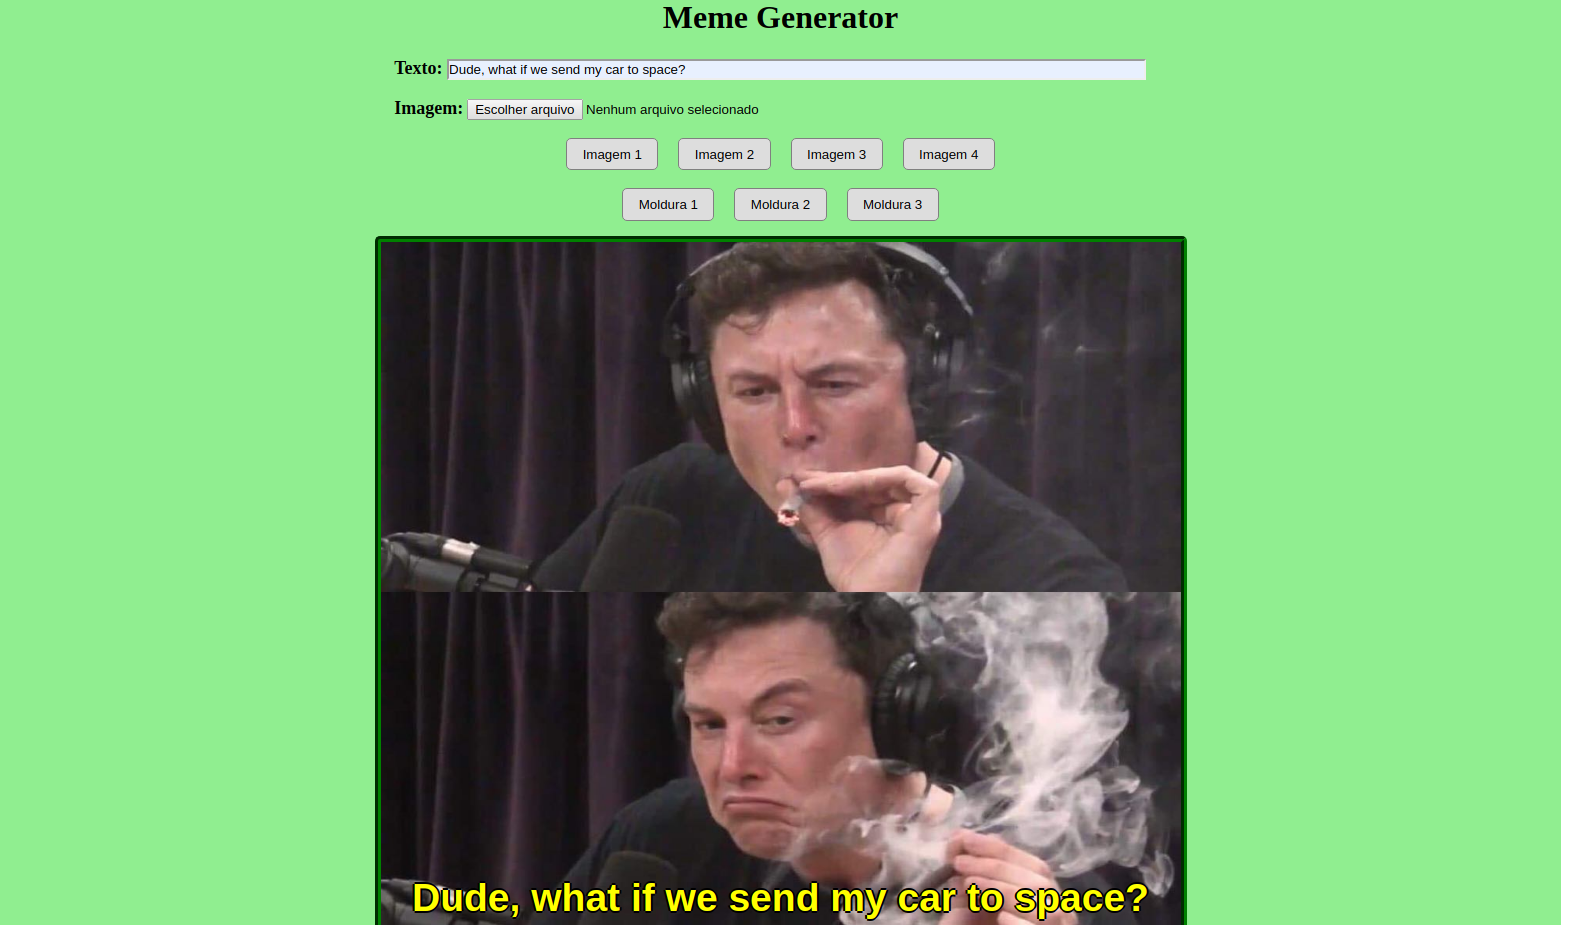 Meme Generator
Texto: Dude, what if we send my car to space?
Imagem: Escolher arquivo Nenhum arquivo selecionado
Imagem 1 Imagem 2 Imagem 3 Imagem 4
Moldura 1 Moldura 2 Moldura 3
Dude, what if we send my car to space?